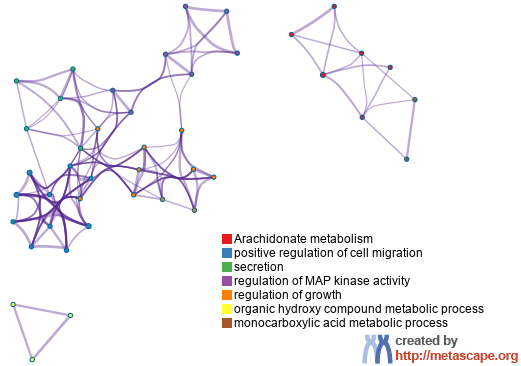 Arachidonate metabolism
positive regulation of cell migration
secretion
regulation of MAP kinase activity
regulation of growth
organic hydroxy compound metabolic process
monocarboxylic acid metabolic process
created by
http://metascape.org